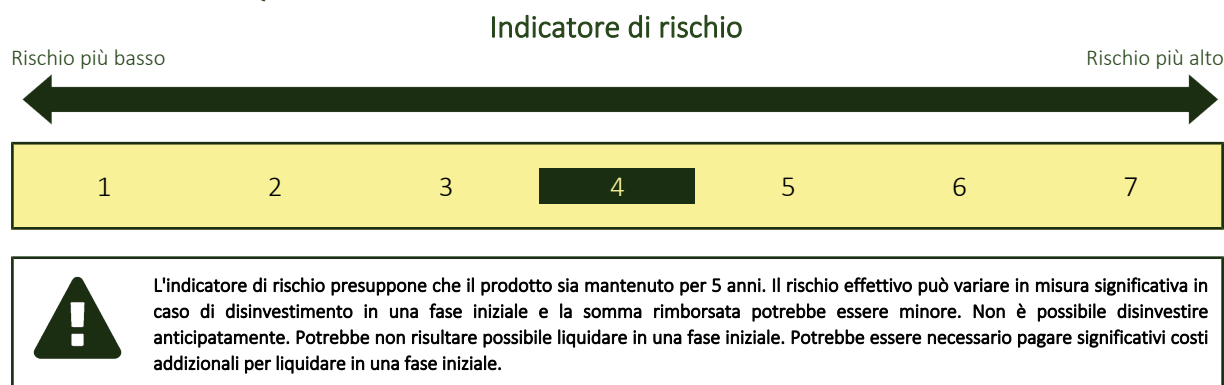 Indicatore di rischio
Rischio più basso
Rischio più alto
1 2 3 4 5 6 7
L'indicatore di rischio presuppone che il prodotto sia mantenuto per 5 anni. Il rischio effettivo può variare in misura significativa in
caso di disinvestimento in una fase iniziale e la somma rimborsata potrebbe essere minore. Non è possibile disinvestire
anticipatamente. Potrebbe non risultare possibile liquidare in una fase iniziale. Potrebbe essere necessario pagare significativi costi
addizionali per liquidare in una fase iniziale.